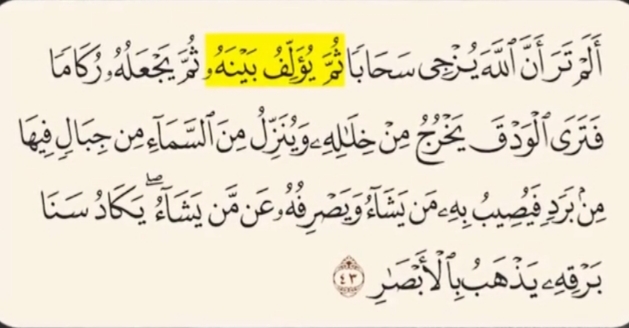 أَلَمْ تَرَ أَنَّ ٱللَّهَ يُزْجِى سَحَابًا ثُمَّ يُؤَلِّفُ بَيْنَهُۥ ثُمَّ يَجْعَلُهُۥ رُكَامًا
فَتَرَى ٱلْوَدْقَ يَخْرُجُ مِنْ خِلَـٰلِهِۦ وَيُنَزِّلُ مِنَ ٱلسَّمَآءِ مِن جِبَالٍ فِيهَا
مِنۢ بَرَدٍ فَيُصِيبُ بِهِۦ مَن يَشَآءُ وَيَصْرِفُهُۥ عَن مَّن يَشَآءُ ۖ يَكَادُ سَنَا
بَرْقِهِۦ يَذْهَبُ بِٱلْأَبْصَـٰرِ ٤٣